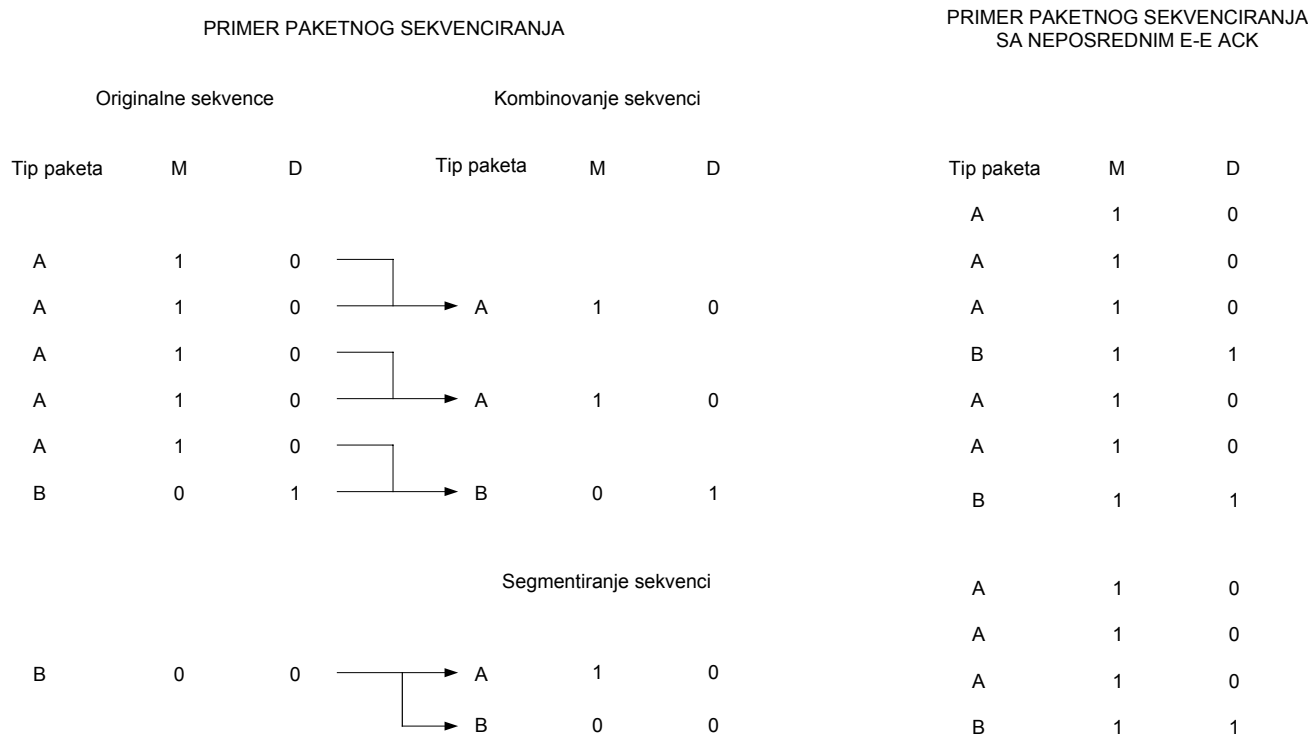 PRIMER PAKETNOG SEKVENCIRANJA
Originalne sekvence Kombinovanje sekvenci
Tip paketa M D Tip paketa M D
A 1 0
A 1 0 A 1 0
A 1 0
A 1 0 A 1 0
A 1 0
B 0 1 B 0 1
Segmentiranje sekvenci
B 0 0 A 1 0
B 0 0
PRIMER PAKETNOG SEKVENCIRANJA
SA NEPOSREDNIM E-E ACK
Tip paketa M D
A 1 0
A 1 0
A 1 0
B 1 1
A 1 0
A 1 0
B 1 1
A 1 0
A 1 0
A 1 0
B 1 1